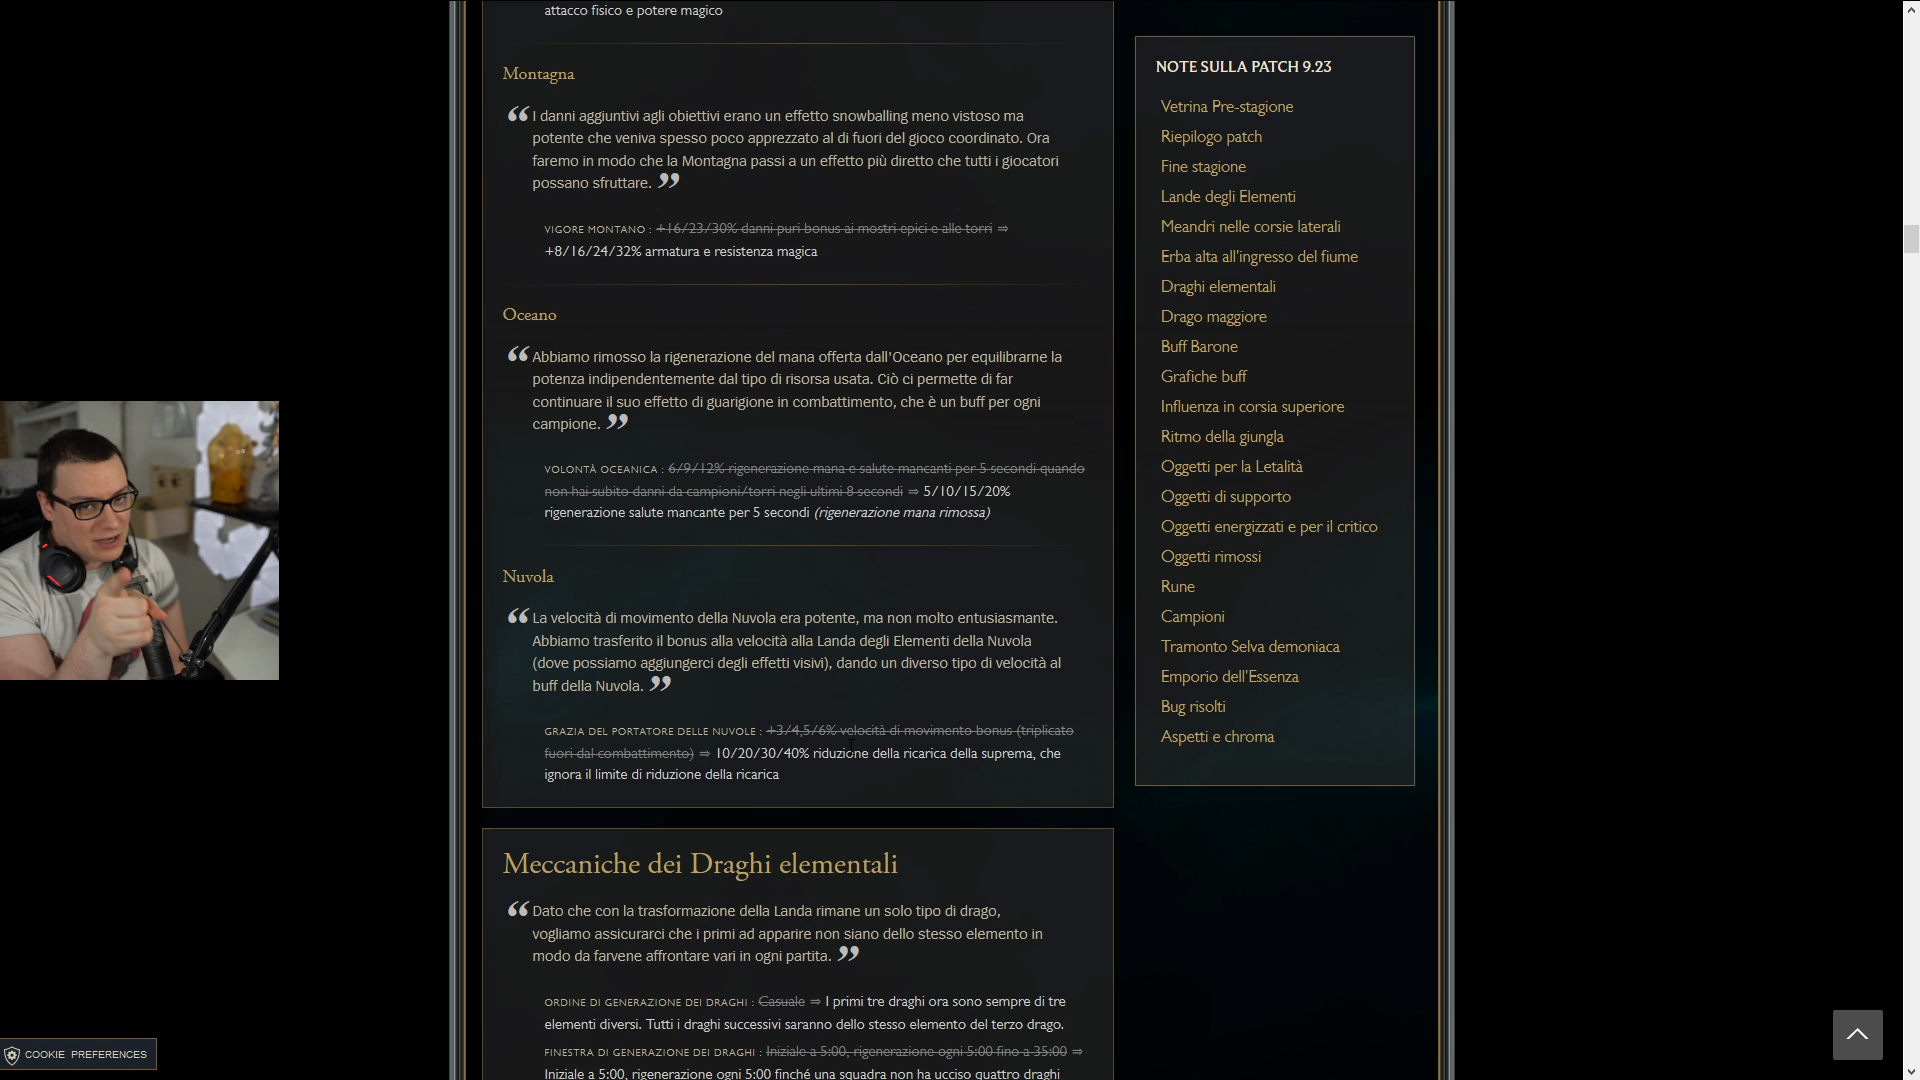 attacco fisico e potere magico
Montagna
“ I danni aggiuntivi agli obiettivi erano un effetto snowballing meno vistoso ma
potente che veniva spesso poco apprezzato al di fuori del gioco coordinato. Ora
faremo in modo che la Montagna passi a un effetto più diretto che tutti i giocatori
possano sfruttare. ”
VIGORE MONTANO : +16/23/30% danni puri bonus ai mostri epici e alle torri ⇒
+8/16/24/32% armatura e resistenza magica
Oceano
“ Abbiamo rimosso la rigenerazione del mana offerta dall'Oceano per equilibrarne la
potenza indipendentemente dal tipo di risorsa usata. Ciò ci permette di far
continuare il suo effetto di guarigione in combattimento, che è un buff per ogni
campione. ”
VOLONTÀ OCEANICA : 6/9/12% rigenerazione mana e salute mancanti per 5 secondi quando
non hai subito danni da campioni/torri negli ultimi 8 secondi ⇒ 5/10/15/20%
rigenerazione salute mancante per 5 secondi (rigenerazione mana rimossa)
Nuvola
“ La velocità di movimento della Nuvola era potente, ma non molto entusiasmante.
Abbiamo trasferito il bonus alla velocità alla Landa degli Elementi della Nuvola
(dove possiamo aggiungerci degli effetti visivi), dando un diverso tipo di velocità al
buff della Nuvola. ”
GRAZIA DEL PORTATORE DELLE NUVOLE : +3/4,5/6% velocità di movimento bonus (triplicato
fuori dal combattimento) ⇒ 10/20/30/40% riduzione della ricarica della suprema, che
ignora il limite di riduzione della ricarica
Meccaniche dei Draghi elementali
“ Dato che con la trasformazione della Landa rimane un solo tipo di drago,
vogliamo assicurarci che i primi ad apparire non siano dello stesso elemento in
modo da farvene affrontare vari in ogni partita. ”
ORDINE DI GENERAZIONE DEI DRAGHI : Casuale ⇒ I primi tre draghi ora sono sempre di tre
elementi diversi. Tutti i draghi successivi saranno dello stesso elemento del terzo drago.
FINESTRA DI GENERAZIONE DEI DRAGHI : Iniziale a 5:00, rigenerazione ogni 5:00 fino a 35:00 ⇒
Iniziale a 5:00, rigenerazione ogni 5:00 finché una squadra non ha ucciso quattro draghi
NOTE SULLA PATCH 9.23
Vetrina Pre-stagione
Riepilogo patch
Fine stagione
Lande degli Elementi
Meandri nelle corsie laterali
Erba alta all'ingresso del fiume
Draghi elementali
Drago maggiore
Buff Barone
Grafiche buff
Influenza in corsia superiore
Ritmo della giungla
Oggetti per la Letalità
Oggetti di supporto
Oggetti energizzati e per il critico
Oggetti rimossi
Rune
Campioni
Tramonto Selva demoniaca
Emporio dell'Essenza
Bug risolti
Aspetti e chroma
COOKIE PREFERENCES